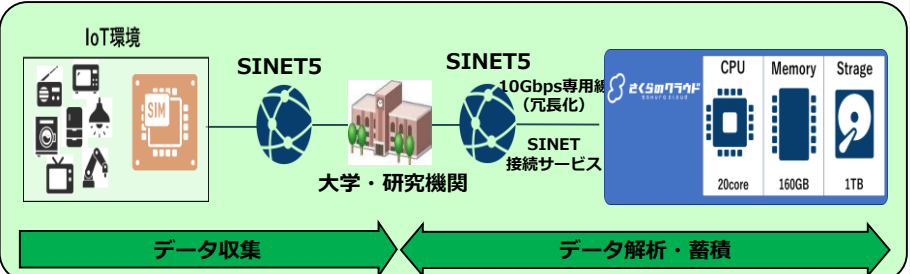 IoT環境
SIM
SINET5
大学・研究機関
SINET5
10Gbps専用線
（冗長化）
SINET
接続サービス
さくらのクラウド
SAKURA CLOUD
CPU
20core
Memory
160GB
Strage
1TB
データ収集
データ解析・蓄積